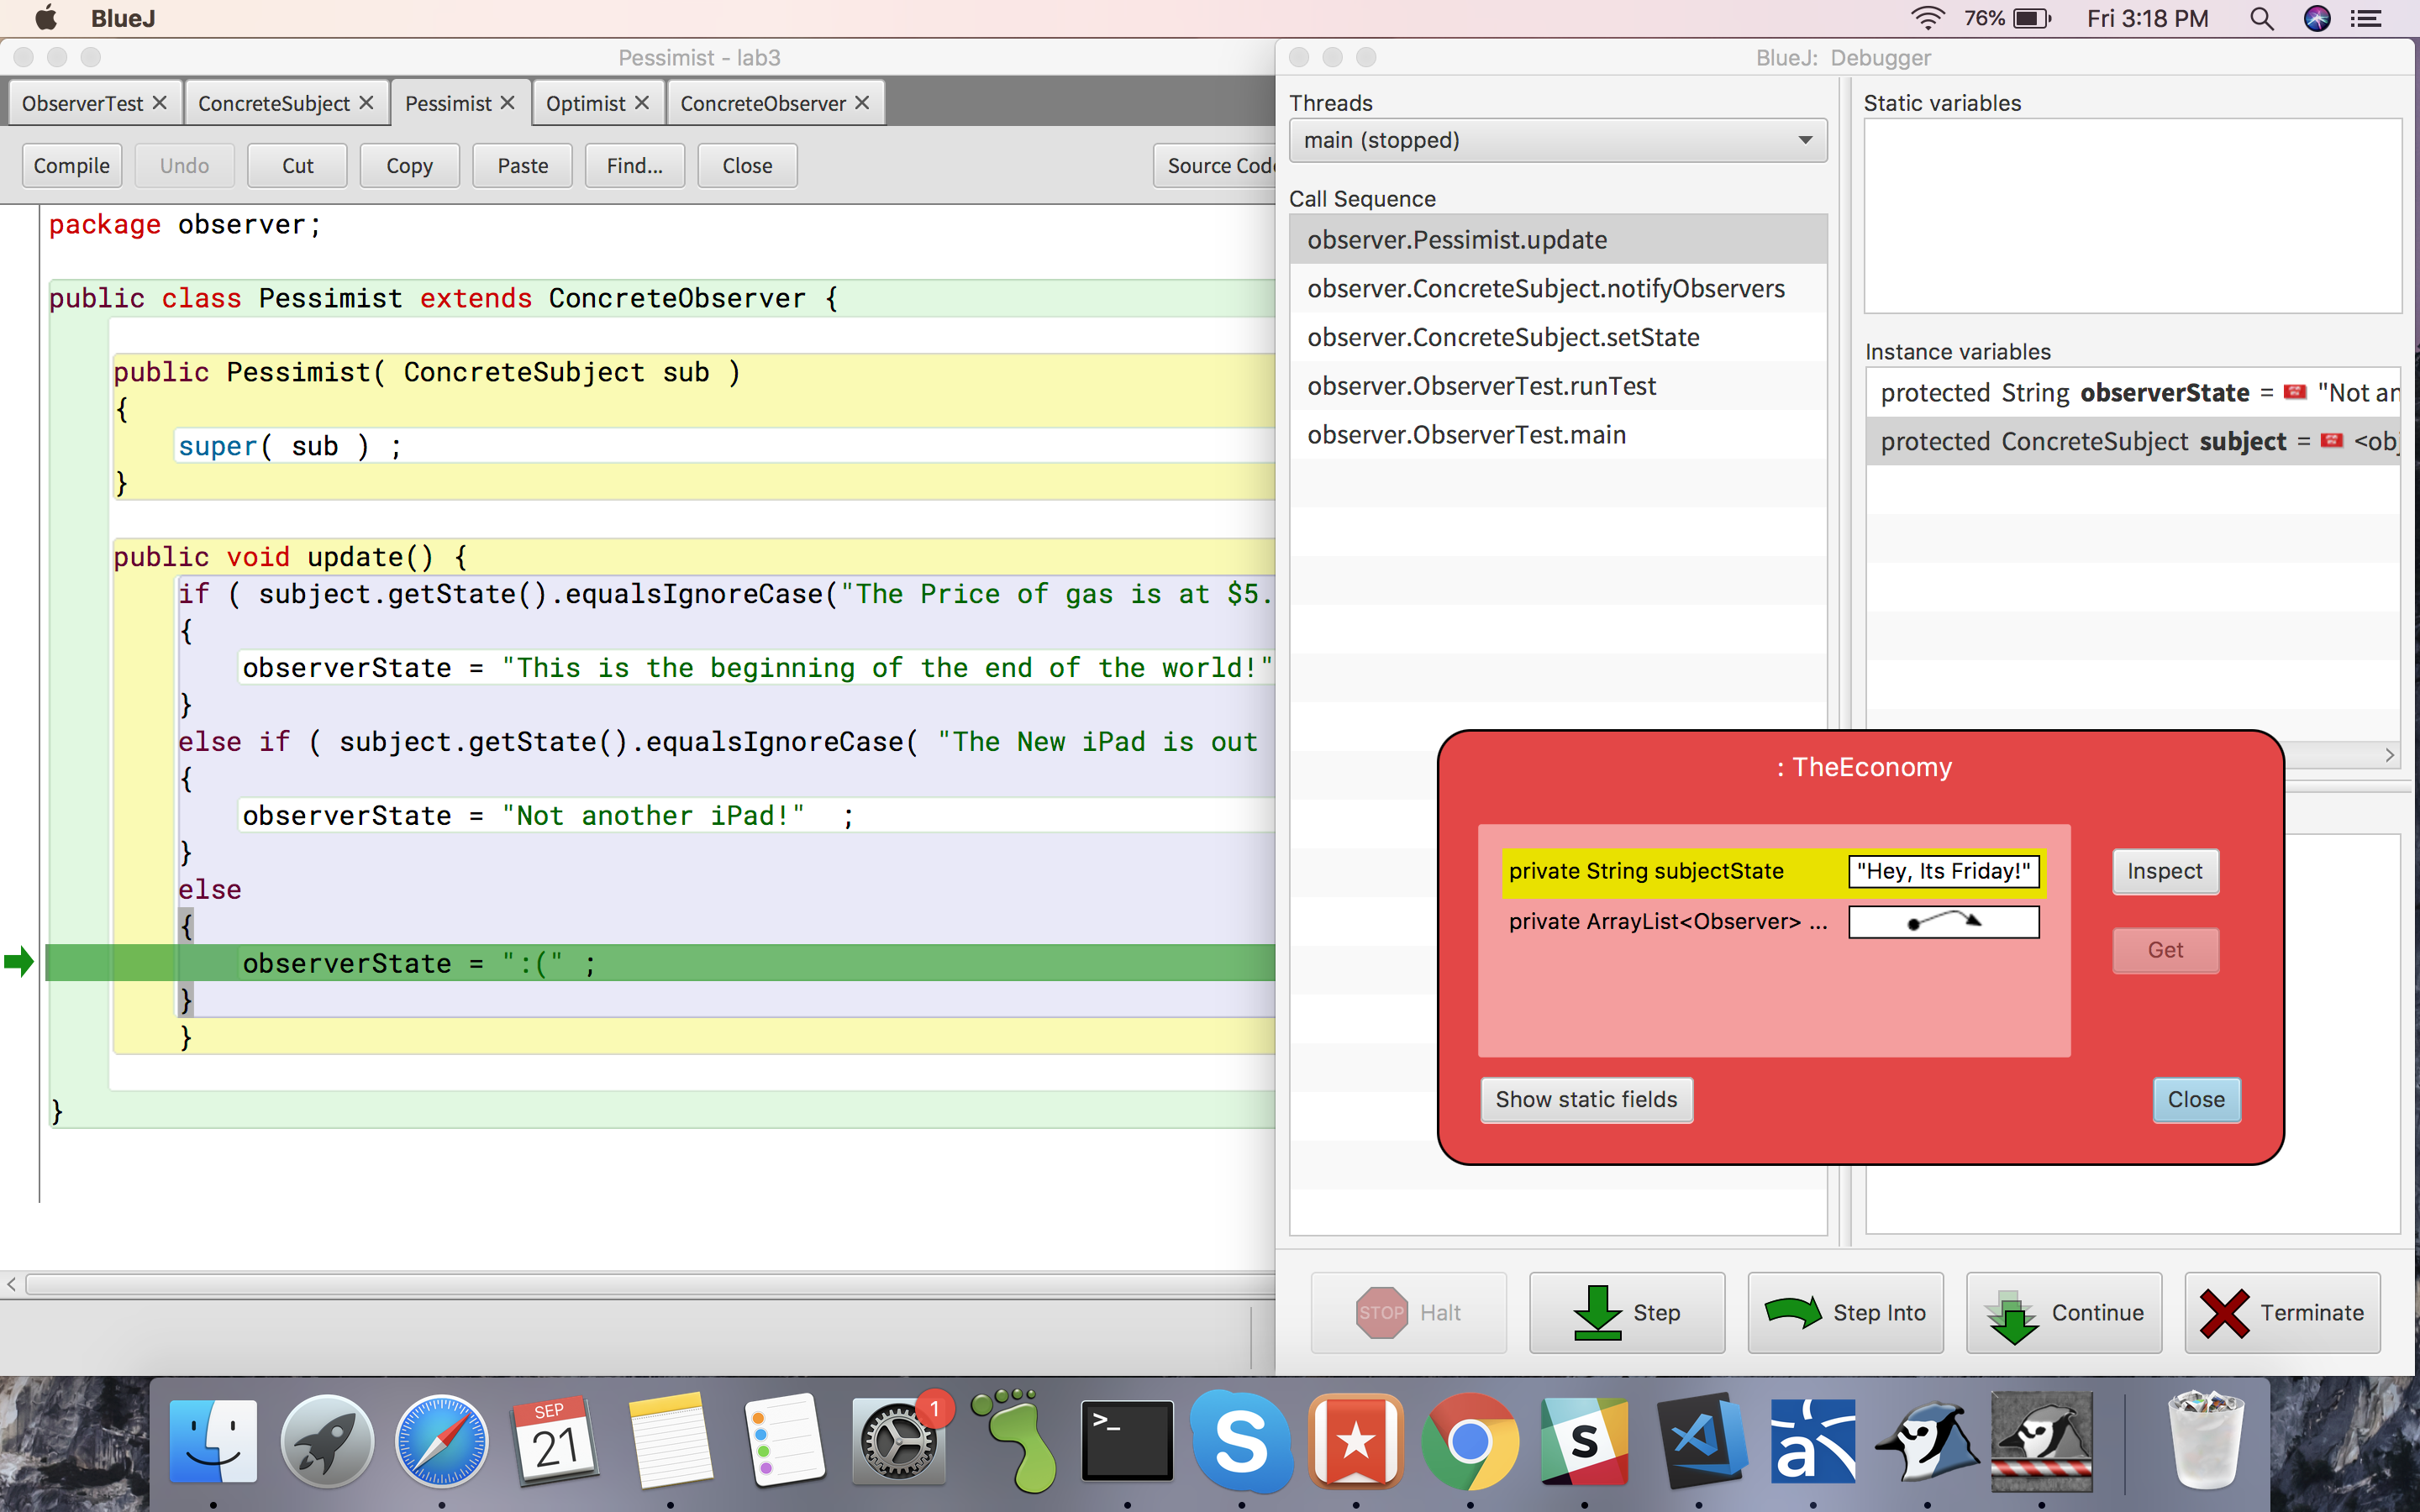 BlueJ
76%
Fri 3:18 PM
Pessimist - lab3
ObserverTest
ConcreteSubject
Pessimist
Optimist
ConcreteObserver
Compile
Undo
Cut
Copy
Paste
Find...
Close
Source Code
package observer;
public class Pessimist extends ConcreteObserver {
public Pessimist( ConcreteSubject sub )
{
super( sub ) ;
}
public void update() {
if ( subject.getState().equalsIgnoreCase("The Price of gas is at $5.
{
observerState = "This is the beginning of the end of the world!"
}
else if ( subject.getState().equalsIgnoreCase( "The New iPad is out
{
observerState = "Not another iPad!"  ;
}
else
{
observerState = ":(" ;
}
}
}
BlueJ:  Debugger
Threads
main (stopped)
Call Sequence
observer.Pessimist.update
observer.ConcreteSubject.notifyObservers
observer.ConcreteSubject.setState
observer.ObserverTest.runTest
observer.ObserverTest.main
Static variables
Instance variables
protected String observerState = "Not an
protected ConcreteSubject subject = <obj
: TheEconomy
private String subjectState "Hey, Its Friday!"
private ArrayList<Observer> ...
Inspect
Get
Show static fields
Close
STOP Halt
Step
Step Into
Continue
Terminate
SEP
21
1
>_
S
S
a